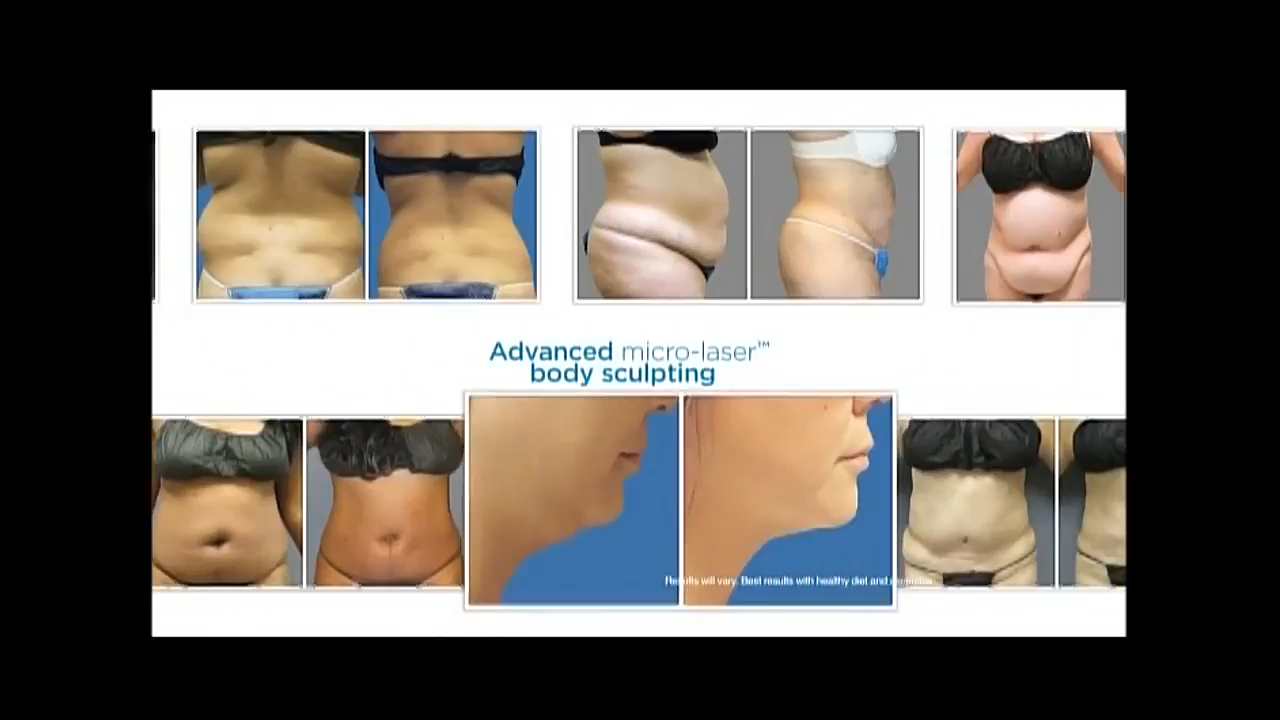 Advanced micro-laser™
body sculpting
Results will vary. Best results with healthy diet and